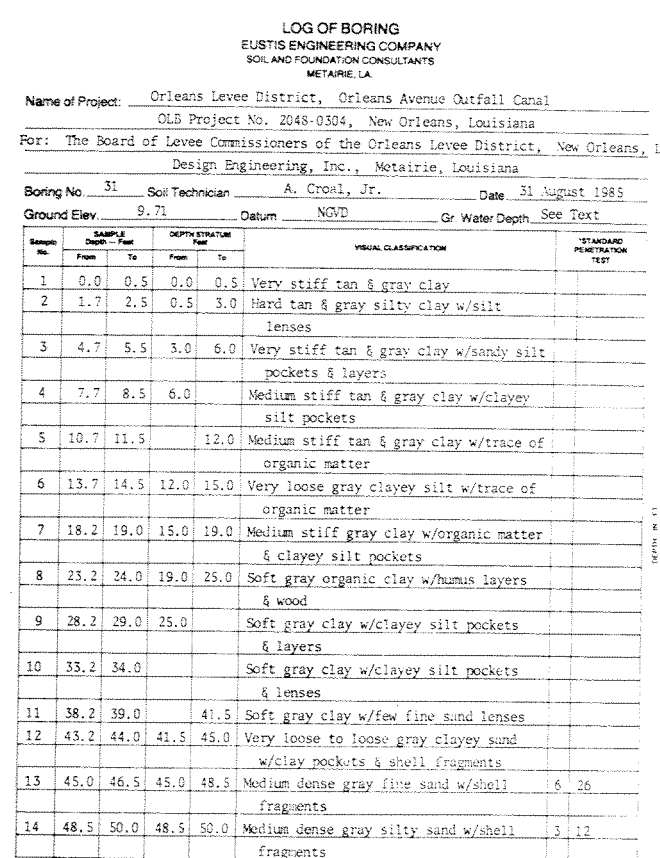 LOG OF BORING
EUSTIS ENGINEERING COMPANY
SOIL AND FOUNDATION CONSULTANTS
METAIRIE, LA.
Name of Project: Orleans Levee District, Orleans Avenue Outfall Canal
OLB Project No. 2048-0304, New Orleans, Louisiana
For: The Board of Levee Commissioners of the Orleans Levee District, New Orleans, L
Design Engineering, Inc., Metairie, Louisiana
Boring No. 31 Soil Technician A. Croal, Jr. Date 31 August 1985
Ground Elev. 9.71 Datum NGVD Gr. Water Depth See Text
Sample No. SAMPLE Depth — Feet From To DEPTH STRATUM Feet From To VISUAL CLASSIFICATION *STANDARD PENETRATION TEST
1 0.0 0.5 0.0 0.5 Very stiff tan & gray clay
2 1.7 2.5 0.5 3.0 Hard tan & gray silty clay w/silt
lenses
3 4.7 5.5 3.0 6.0 Very stiff tan & gray clay w/sandy silt
pockets & layers
4 7.7 8.5 6.0 Medium stiff tan & gray clay w/clayey
silt pockets
5 10.7 11.5 12.0 Medium stiff tan & gray clay w/trace of
organic matter
6 13.7 14.5 12.0 15.0 Very loose gray clayey silt w/trace of
organic matter
7 18.2 19.0 15.0 19.0 Medium stiff gray clay w/organic matter
& clayey silt pockets
8 23.2 24.0 19.0 25.0 Soft gray organic clay w/humus layers
& wood
9 28.2 29.0 25.0 Soft gray clay w/clayey silt pockets
& layers
10 33.2 34.0 Soft gray clay w/clayey silt pockets
& lenses
11 38.2 39.0 41.5 Soft gray clay w/few fine sand lenses
12 43.2 44.0 41.5 45.0 Very loose to loose gray clayey sand
w/clay pockets & shell fragments
13 45.0 46.5 45.0 48.5 Medium dense gray fine sand w/shell 6 26
fragments
14 48.5 50.0 48.5 50.0 Medium dense gray silty sand w/shell 3 12
fragments
DEPTH IN FT